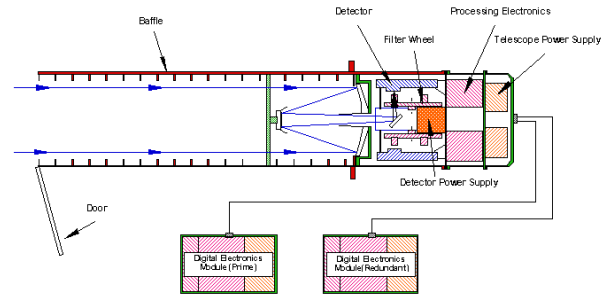 Detector
Processing Electronics
Baffle
Filter Wheel
Telescope Power Supply
Detector Power Supply
Door
Digital Electronics
Module (Prime)
Digital Electronics
Module(Redundant)